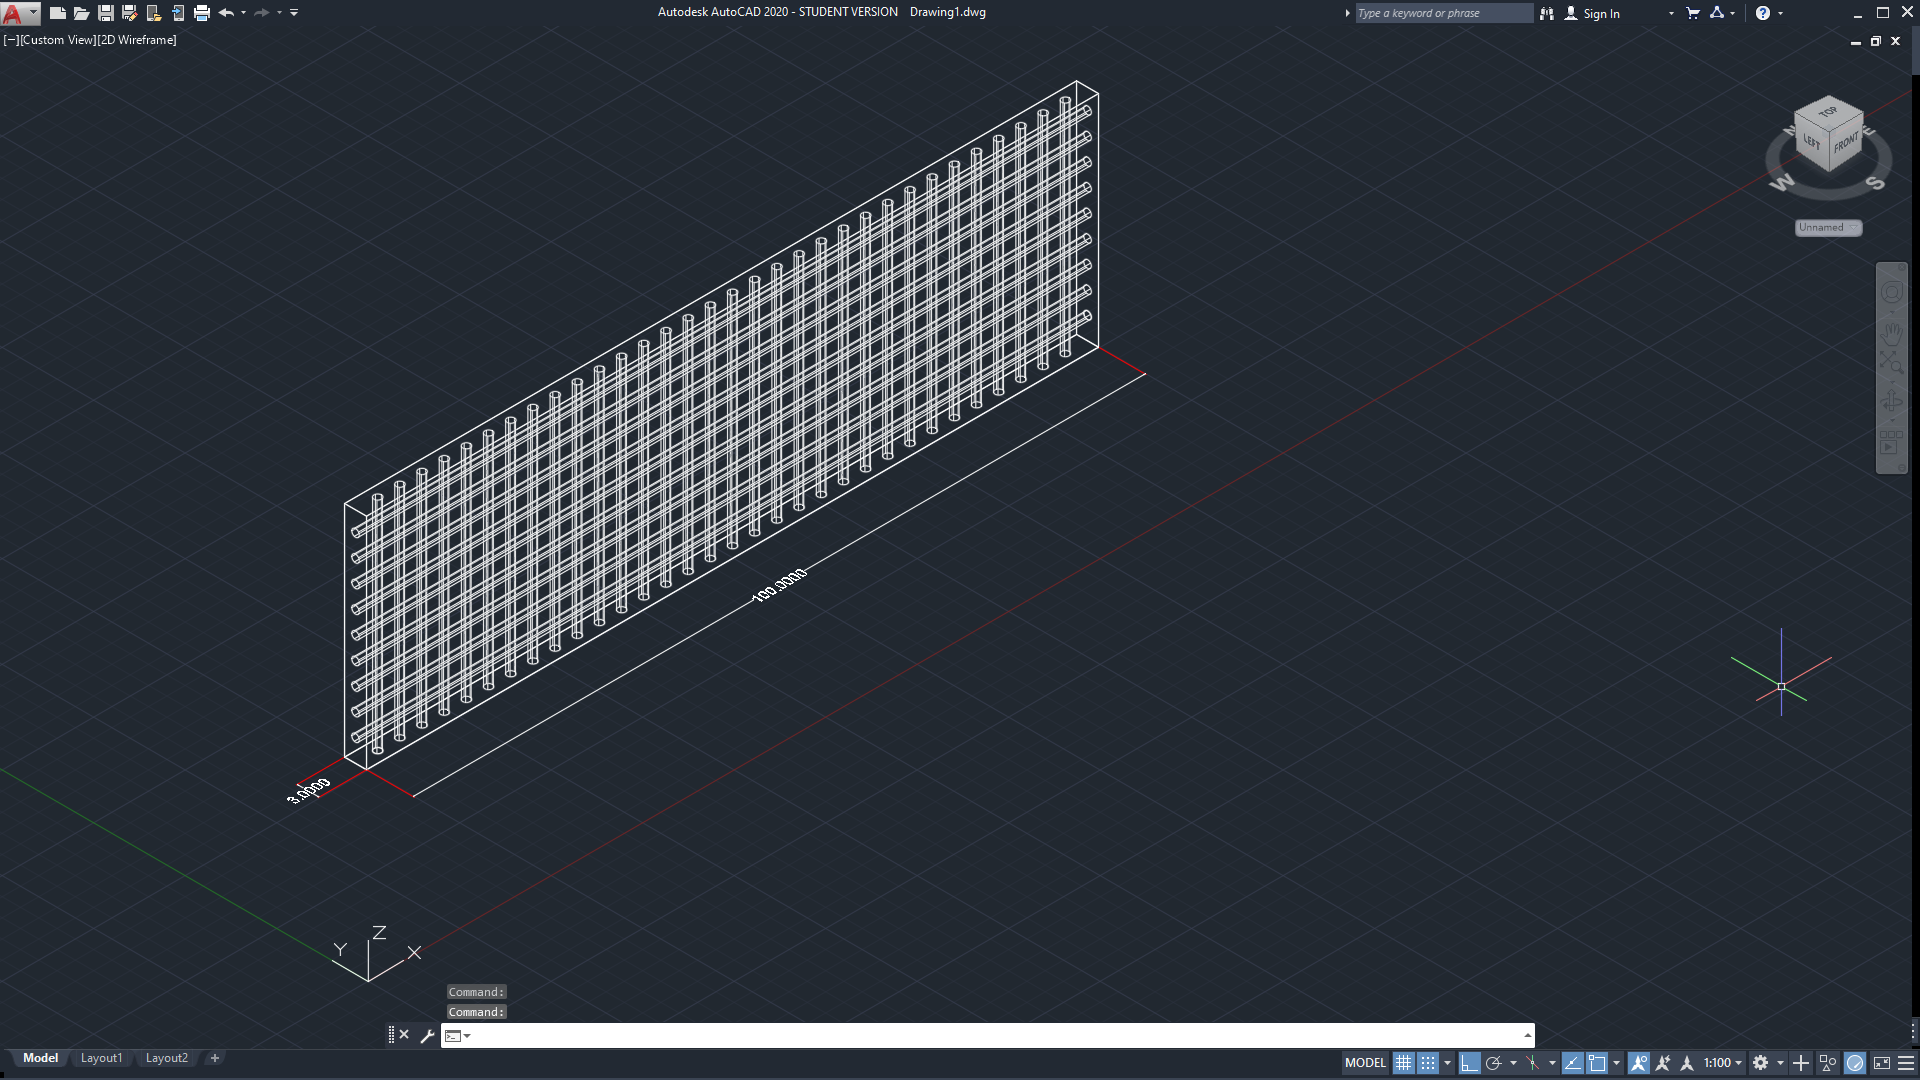 Autodesk AutoCAD 2020 - STUDENT VERSION Drawing1.dwg
Type a keyword or phrase
Sign In
[−][Custom View][2D Wireframe]
TOP
LEFT
FRONT
W
S
Unnamed
100.0000
3.0000
Z
Y
X
Command:
Command:
Model
Layout1
Layout2
MODEL
1:100